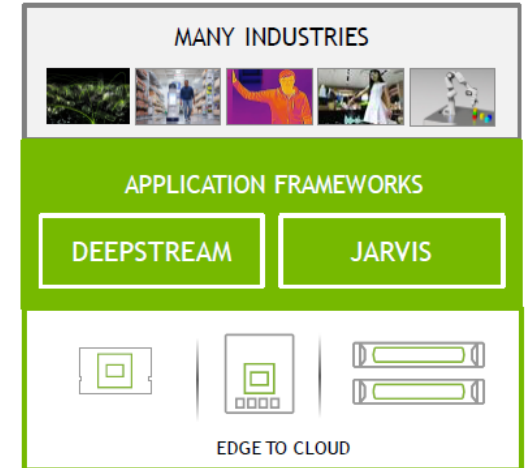 MANY INDUSTRIES
APPLICATION FRAMEWORKS
DEEPSTREAM
JARVIS
EDGE TO CLOUD